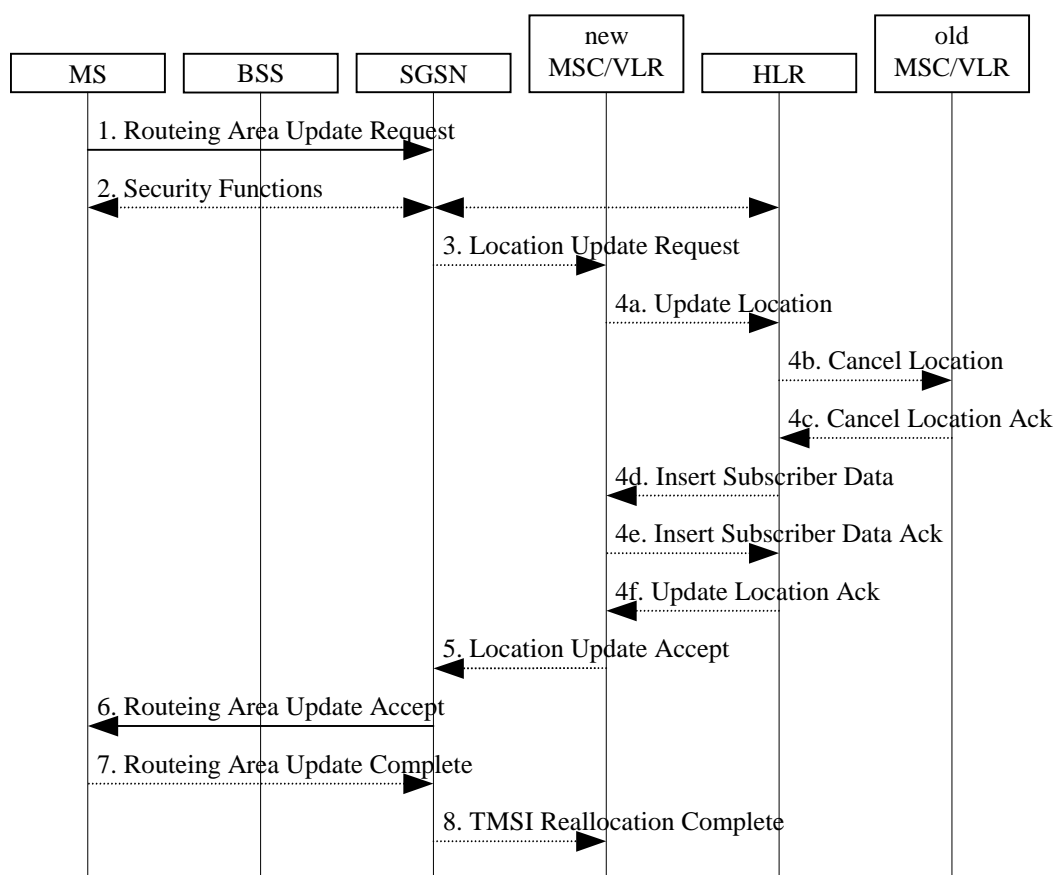 new
MSC/VLR
old
MSC/VLR
MS
BSS
SGSN
HLR
1. Routeing Area Update Request
2. Security Functions
3. Location Update Request
4a. Update Location
4b. Cancel Location
4c. Cancel Location Ack
4d. Insert Subscriber Data
4e. Insert Subscriber Data Ack
4f. Update Location Ack
5. Location Update Accept
6. Routeing Area Update Accept
7. Routeing Area Update Complete
8. TMSI Reallocation Complete